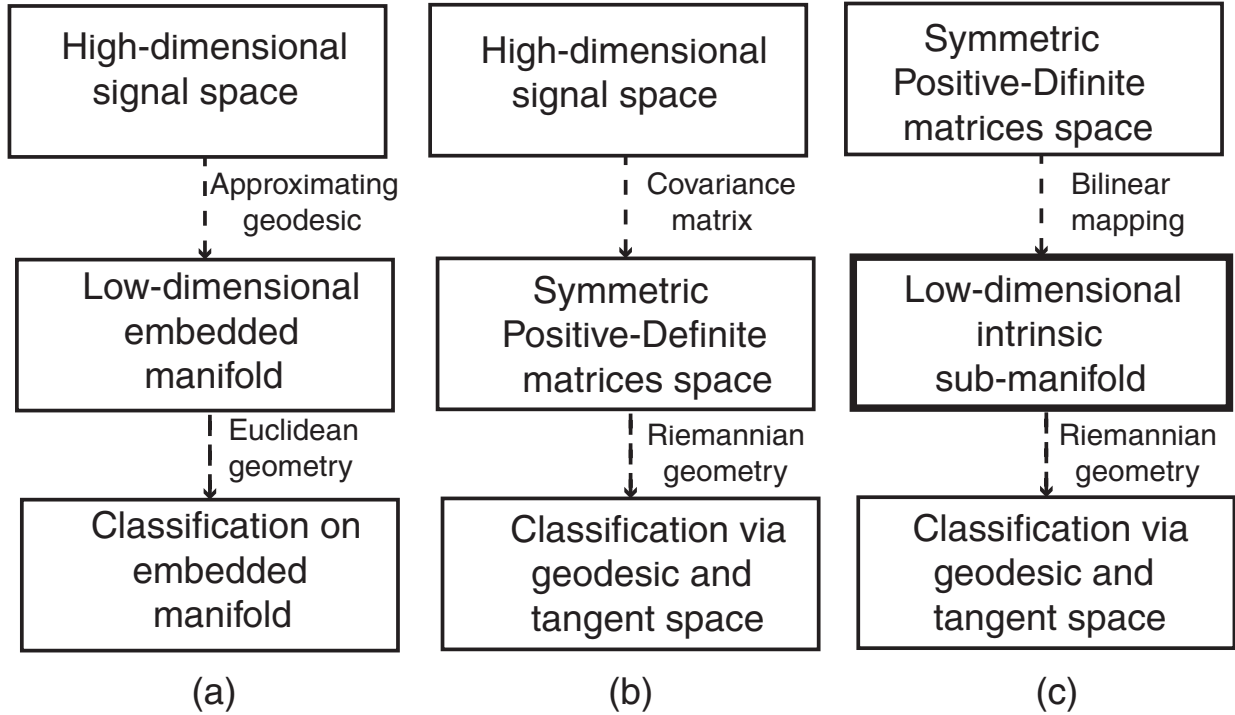 High-dimensional
signal space
Approximating
geodesic
Low-dimensional
embedded
manifold
Euclidean
geometry
Classification on
embedded
manifold
(a)
High-dimensional
signal space
Covariance
matrix
Symmetric
Positive-Definite
matrices space
Riemannian
geometry
Classification via
geodesic and
tangent space
(b)
Symmetric
Positive-Difinite
matrices space
Bilinear
mapping
Low-dimensional
intrinsic
sub-manifold
Riemannian
geometry
Classification via
geodesic and
tangent space
(c)